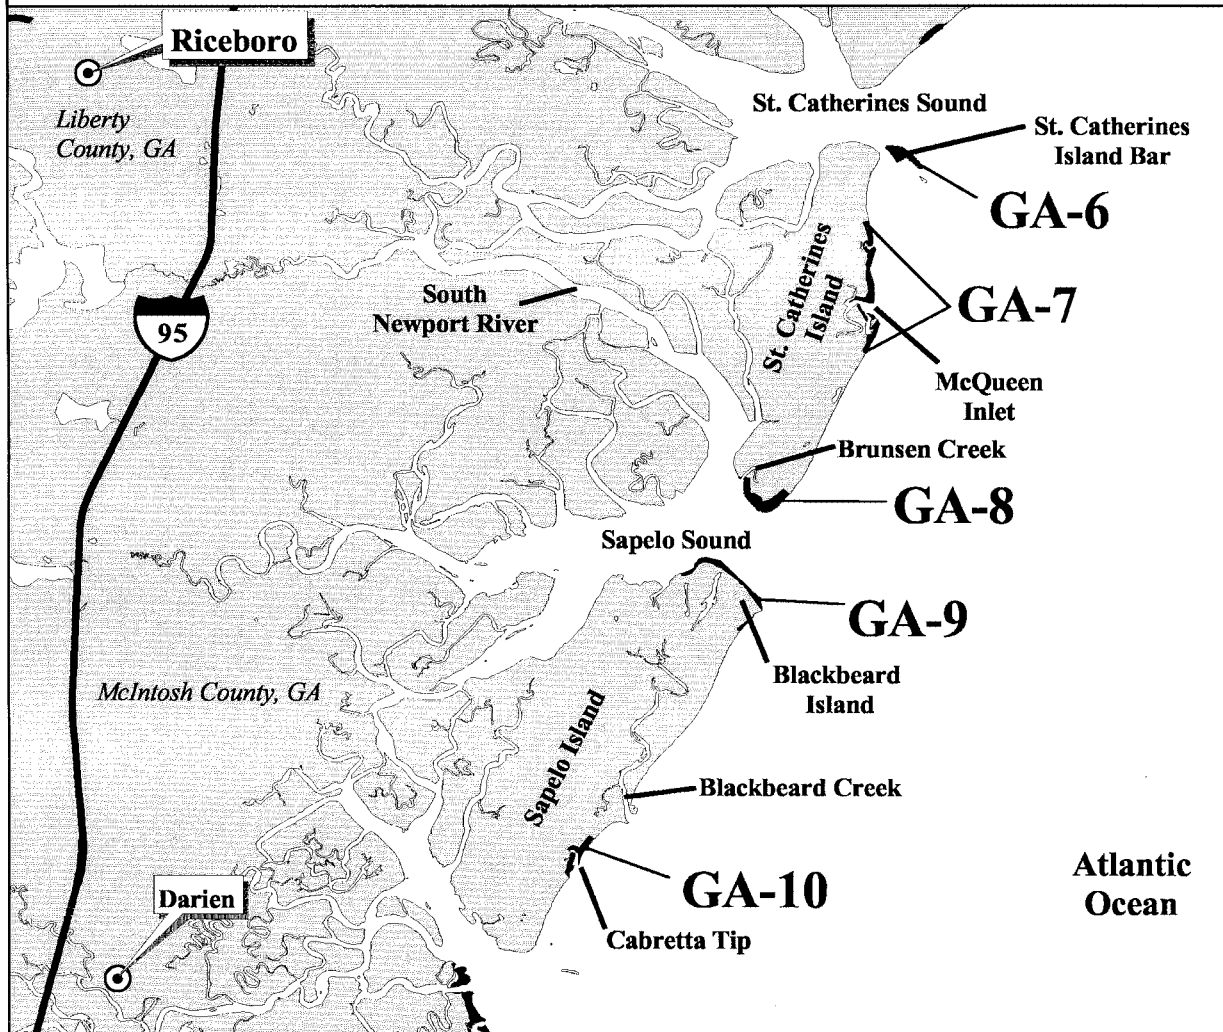 Riceboro
Liberty
County, GA
St. Catherines Sound
St. Catherines
Island Bar
GA-6
St. Catherines
Island
South
Newport River
GA-7
95
McQueen
Inlet
Brunsen Creek
GA-8
Sapelo Sound
GA-9
Blackbeard
Island
McIntosh County, GA
Sapelo Island
Blackbeard Creek
GA-10
Atlantic
Ocean
Darien
Cabretta Tip